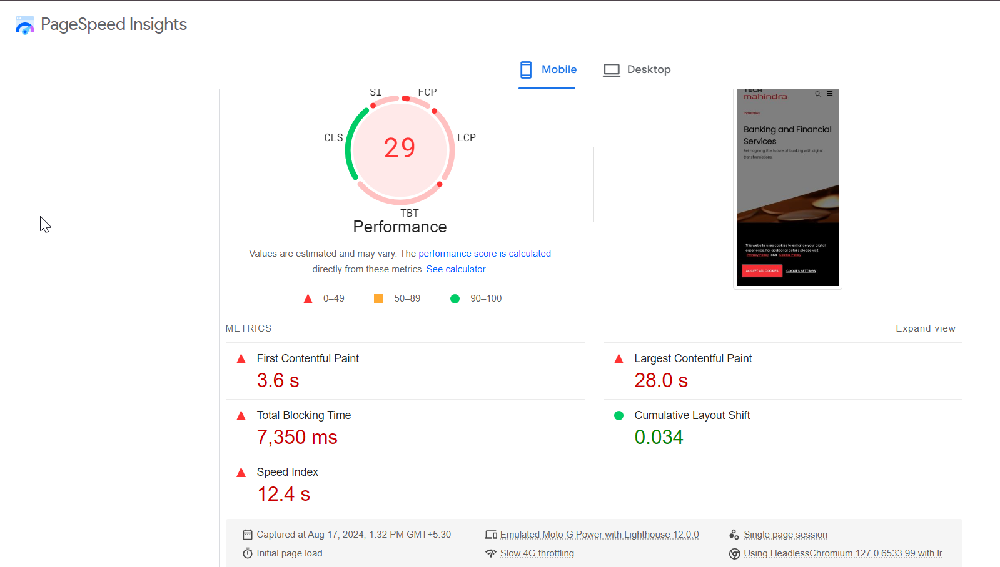 PageSpeed Insights
Mobile
Desktop
SI
FCP
CLS
29
LCP
TBT
Performance
Values are estimated and may vary. The performance score is calculated
directly from these metrics. See calculator.
0–49
50–89
90–100
TECH
mahindra
Industries
Banking and Financial
Services
Reimagining the future of banking with digital
transformations.
This website uses cookies to enhance your digital
experience. For additional details please visit
Privacy Policy and Cookie Policy
ACCEPT ALL COOKIES
COOKIES SETTINGS
METRICS
Expand view
First Contentful Paint
3.6 s
Largest Contentful Paint
28.0 s
Total Blocking Time
7,350 ms
Cumulative Layout Shift
0.034
Speed Index
12.4 s
Captured at Aug 17, 2024, 1:32 PM GMT+5:30
Emulated Moto G Power with Lighthouse 12.0.0
Single page session
Initial page load
Slow 4G throttling
Using HeadlessChromium 127.0.6533.99 with lr